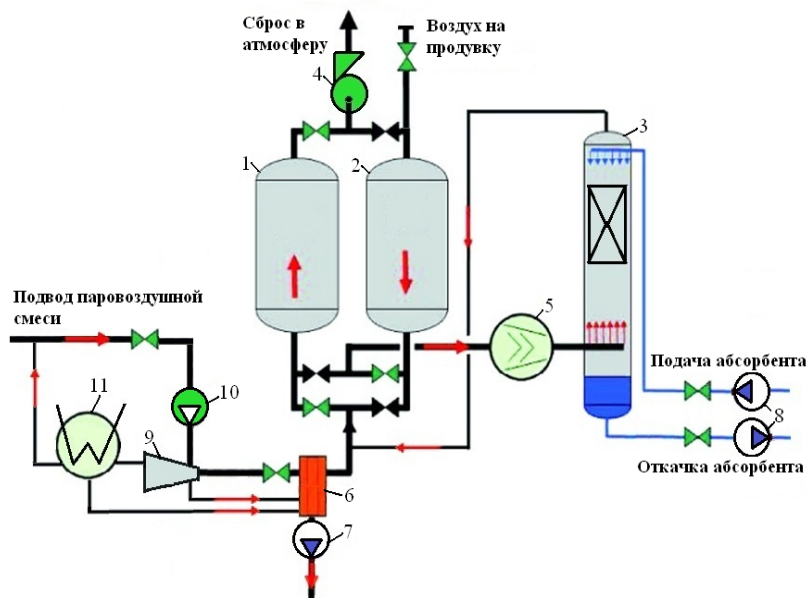 Сброс в
атмосферу
Воздух на
продувку
4
3
1
2
Подвод паровоздушной
смеси
5
11
10
Подача абсорбента
8
9
Откачка абсорбента
6
7